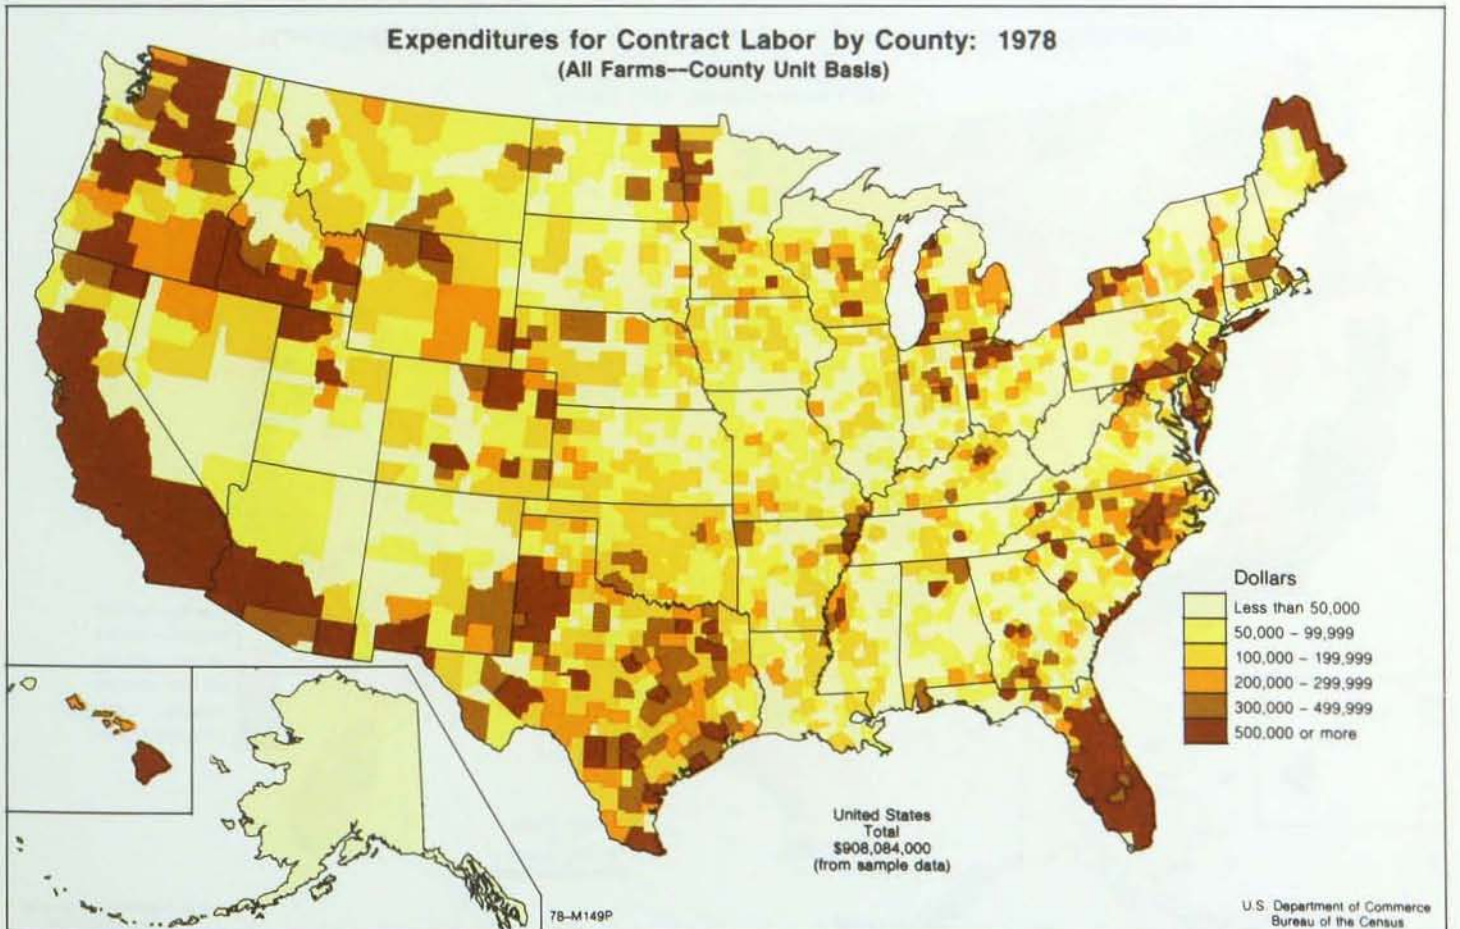 Expenditures for Contract Labor by County: 1978
(All Farms--County Unit Basis)
Dollars
Less than 50,000
50,000 - 99,999
100,000 - 199,999
200,000 - 299,999
300,000 - 499,999
500,000 or more
United States
Total
$908,084,000
(from sample data)
78-M149P
U.S. Department of Commerce
Bureau of the Census